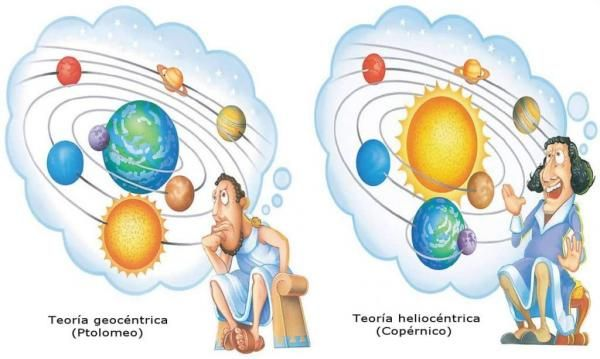 Teoría geocéntrica
(Ptolomeo)
Teoría heliocéntrica
(Copérnico)